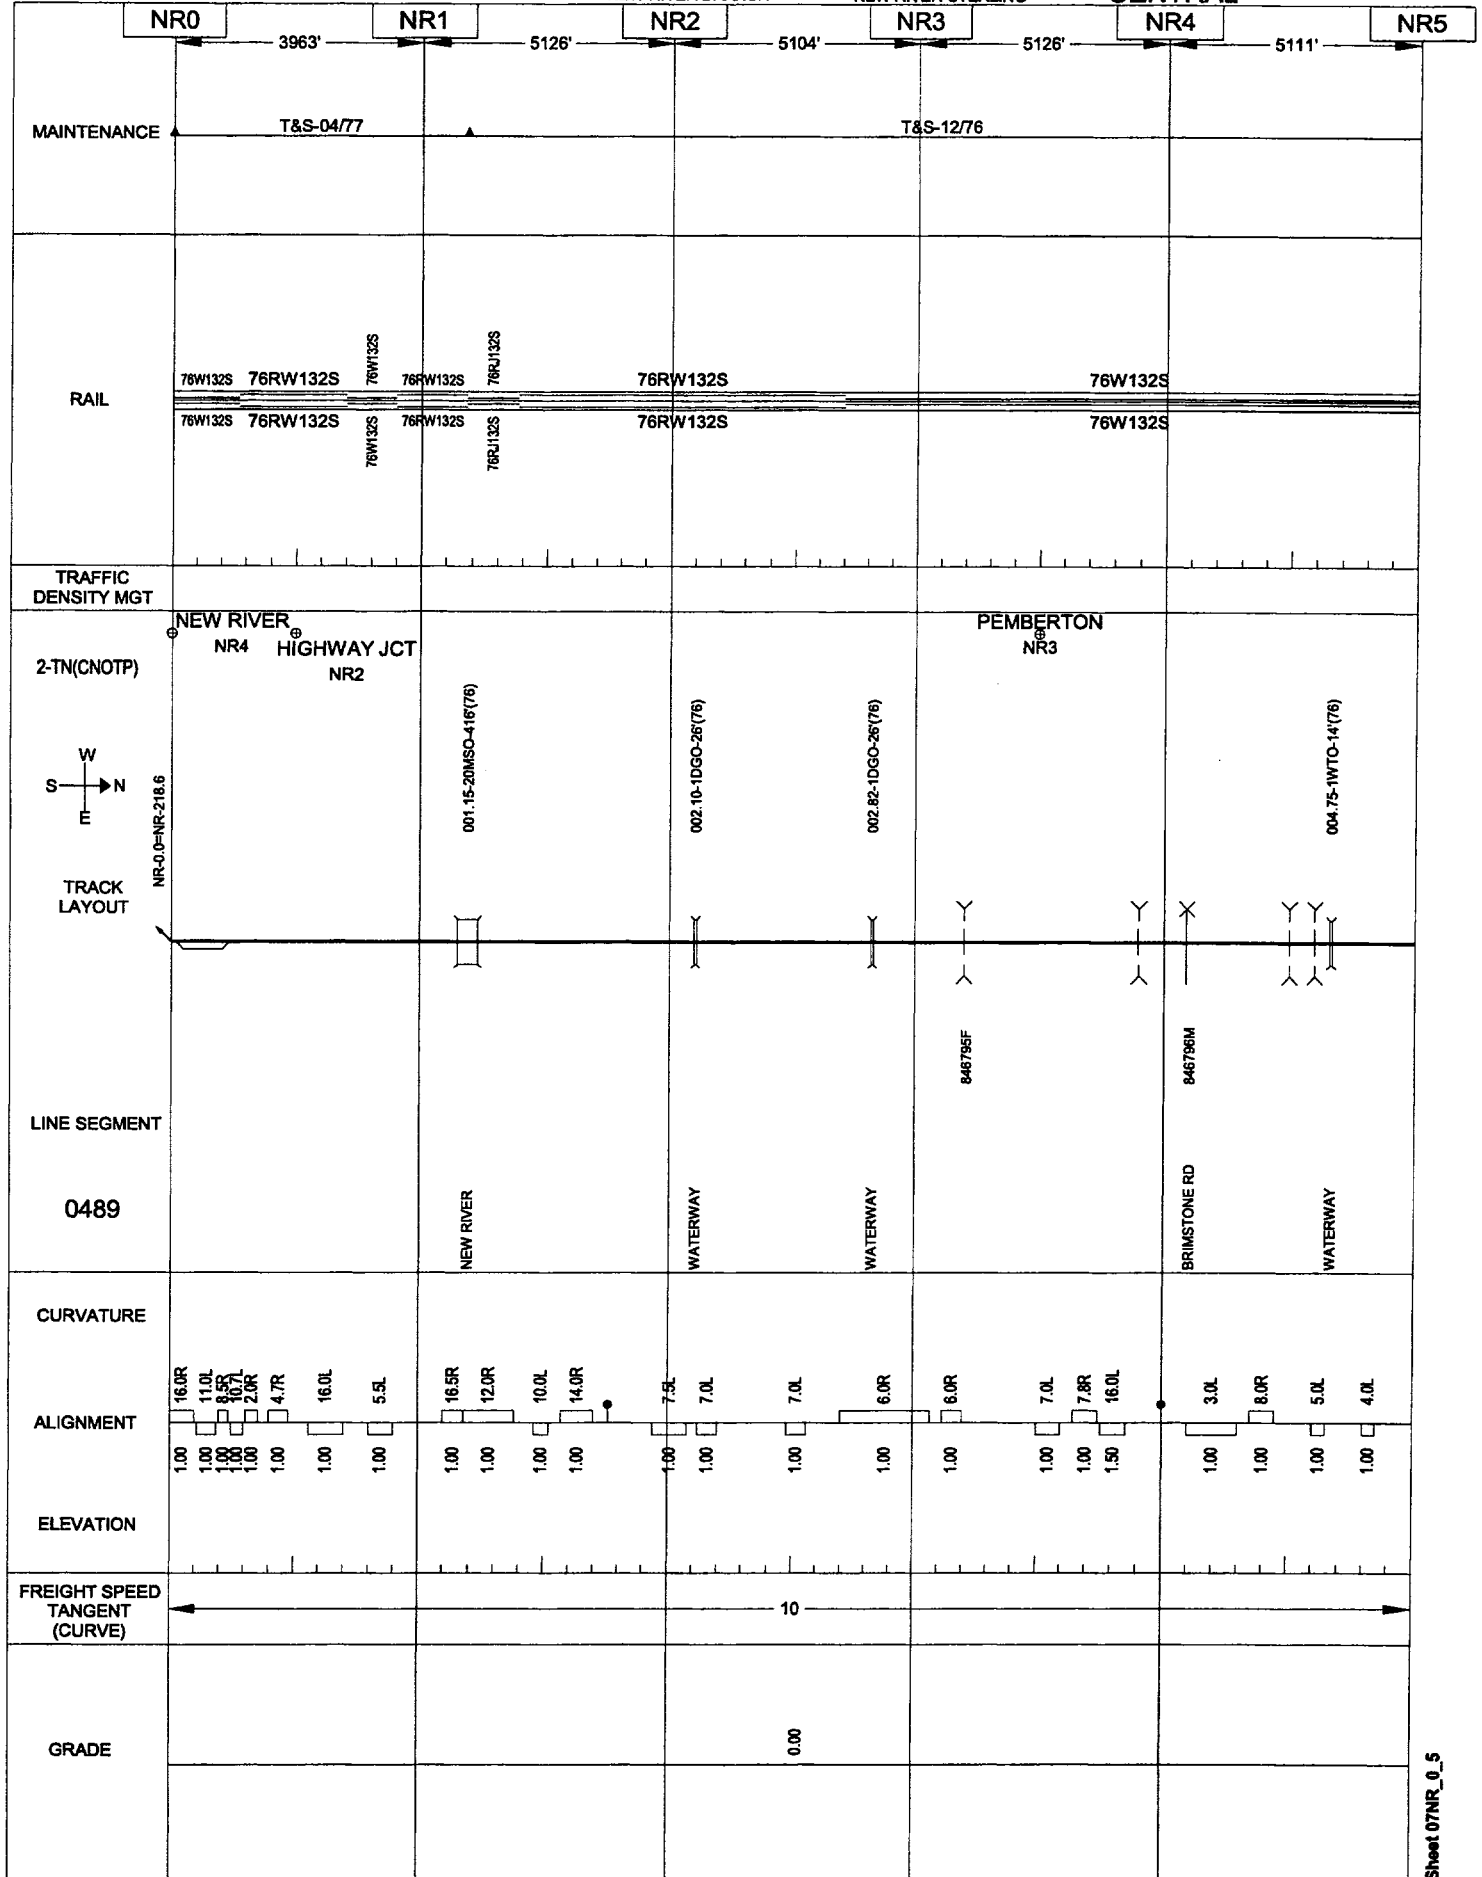 NR0 NR1 NR2 NR3 NR4 NR5
3963' 5126' 5104' 5126' 5111'
MAINTENANCE T&S-04/77 T&S-12/76
RAIL
76W132S 76RW132S 76W132S 76RW132S 76RJ132S 76RW132S 76W132S
76W132S 76RW132S 76W132S 76RW132S 76RJ132S 76RW132S 76W132S
TRAFFIC
DENSITY MGT
2-TN(CNOTP)
NEW RIVER
NR4
HIGHWAY JCT
NR2
PEMBERTON
NR3
W
S N
E
NR-0.0=NR-218.6
001.15-20MSO-416'(76)
002.10-1DGO-26'(76)
002.82-1DGO-26'(76)
004.75-1WTO-14'(76)
TRACK
LAYOUT
846795F
846796M
LINE SEGMENT
0489
NEW RIVER
WATERWAY
WATERWAY
BRIMSTONE RD
WATERWAY
CURVATURE
16.0R 11.0L 8.5R 10.7L 2.0R 4.7R 16.0L 5.5L 16.5R 12.0R 10.0L 14.0R 7.5L 7.0L 7.0L 6.0R 6.0R 7.0L 7.8R 16.0L 3.0L 8.0R 5.0L 4.0L
ALIGNMENT
1.00 1.00 1.00 1.00 1.00 1.00 1.00 1.00 1.00 1.00 1.00 1.00 1.00 1.00 1.00 1.00 1.00 1.00 1.00 1.50 1.00 1.00 1.00 1.00
ELEVATION
FREIGHT SPEED
TANGENT
(CURVE)
10
GRADE
0.00
Sheet 07NR_0_5